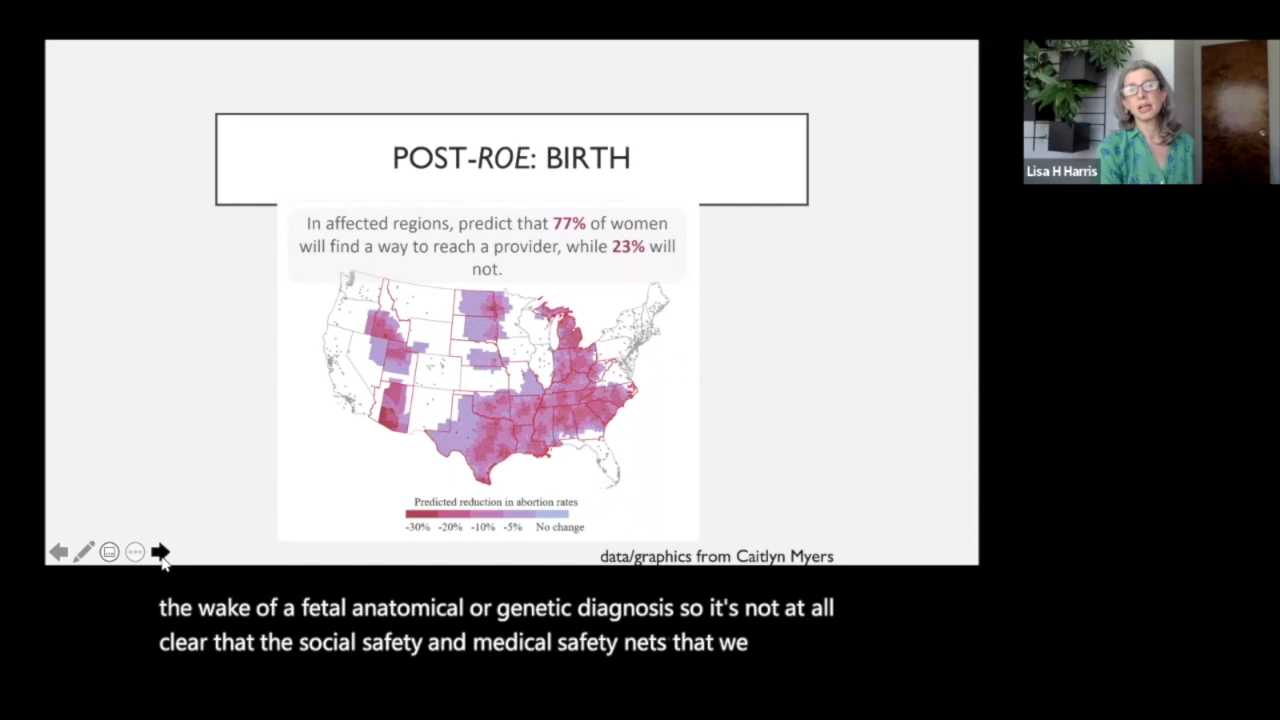 POST-ROE: BIRTH
In affected regions, predict that 77% of women
will find a way to reach a provider, while 23% will
not.
Predicted reduction in abortion rates
-30% -20% -10% -5% No change
data/graphics from Caitlyn Myers
Lisa H Harris
the wake of a fetal anatomical or genetic diagnosis so it's not at all
clear that the social safety and medical safety nets that we